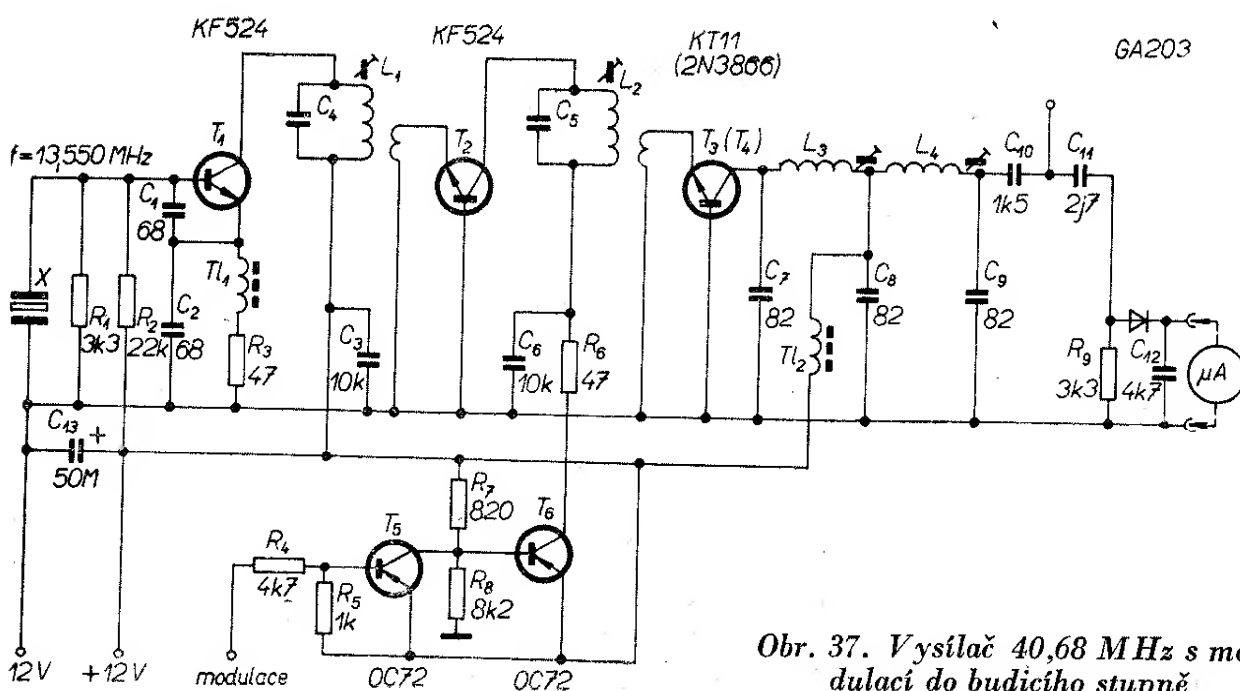 KF524
KF524
KT11
(2N3866)
GA203
L₁
L₂
C₄
C₅
T₁
T₂
T₃ (T₄)
L₃
L₄
C₁₀
1k5
C₁₁
2j7
f=13,550 MHz
C₁
68
X
R₁
3k3
R₂
22k
C₂
68
Tl₁
R₃
47
C₃
10k
C₆
10k
R₆
47
C₇
82
C₈
82
C₉
82
Tl₂
R₉
3k3
C₁₂
4k7
µA
C₁₃
+
50M
R₇
820
T₅
T₆
R₄
4k7
R₅
1k
R₈
8k2
12V
+12V
modulace
OC72
OC72
Obr. 37. Vysílač 40,68 MHz s mo-
dulací do budicího stupně